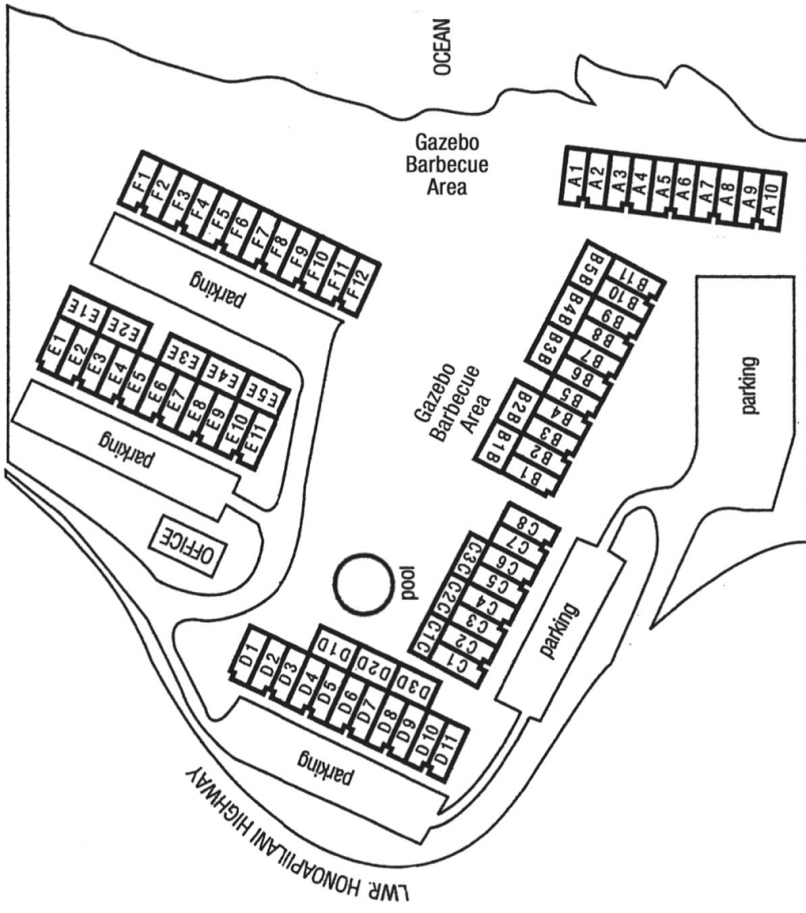 OCEAN
Gazebo
Barbecue
Area
F1
F2
F3
F4
F5
F6
F7
F8
F9
F10
F11
F12
parking
A1
A2
A3
A4
A5
A6
A7
A8
A9
A10
E1E
E2E
E3E
E4E
E5E
E1
E2
E3
E4
E5
E6
E7
E8
E9
E10
E11
parking
OFFICE
B5B
B4B
B3B
B2B
B1B
B11
B10
B9
B8
B7
B6
B5
B4
B3
B2
B1
Gazebo
Barbecue
Area
parking
pool
C3C
C2C
C1C
C8
C7
C6
C5
C4
C3
C2
C1
parking
D1
D2
D3
D4
D5
D6
D7
D8
D9
D10
D11
D1D
D2D
D3D
parking
LWR. HONOAPIILANI HIGHWAY